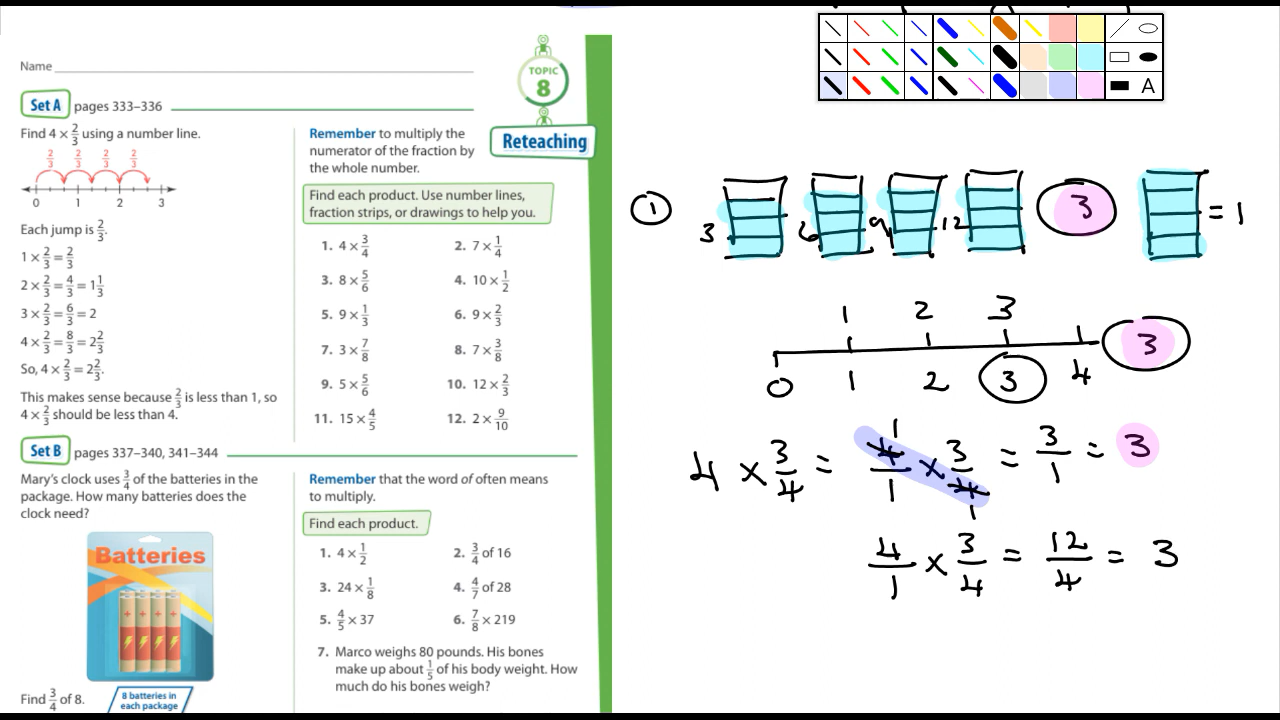 Name
TOPIC
8
Set A pages 333–336
Reteaching
Find 4 × 2/3 using a number line.
2/3 2/3 2/3 2/3
0 1 2 3
Each jump is 2/3.
1 × 2/3 = 2/3
2 × 2/3 = 4/3 = 1 1/3
3 × 2/3 = 6/3 = 2
4 × 2/3 = 8/3 = 2 2/3
So, 4 × 2/3 = 2 2/3.
This makes sense because 2/3 is less than 1, so
4 × 2/3 should be less than 4.
Remember to multiply the
numerator of the fraction by
the whole number.
Find each product. Use number lines,
fraction strips, or drawings to help you.
1. 4 × 3/4 2. 7 × 1/4
3. 8 × 5/6 4. 10 × 1/2
5. 9 × 1/3 6. 9 × 2/3
7. 3 × 7/8 8. 7 × 3/8
9. 5 × 5/6 10. 12 × 2/3
11. 15 × 4/5 12. 2 × 9/10
Set B pages 337–340, 341–344
Mary's clock uses 3/4 of the batteries in the
package. How many batteries does the
clock need?
Batteries
Find 3/4 of 8.
8 batteries in
each package
Remember that the word of often means
to multiply.
Find each product.
1. 4 × 1/2 2. 3/4 of 16
3. 24 × 1/8 4. 4/7 of 28
5. 4/5 × 37 6. 7/8 × 219
7. Marco weighs 80 pounds. His bones
make up about 1/5 of his body weight. How
much do his bones weigh?
A
1 3 6 9 12 3 = 1
1 2 3
0 1 2 3 4 3
4 × 3/4 = 4/1 × 3/4 = 3/1 = 3
1 1
4/1 × 3/4 = 12/4 = 3